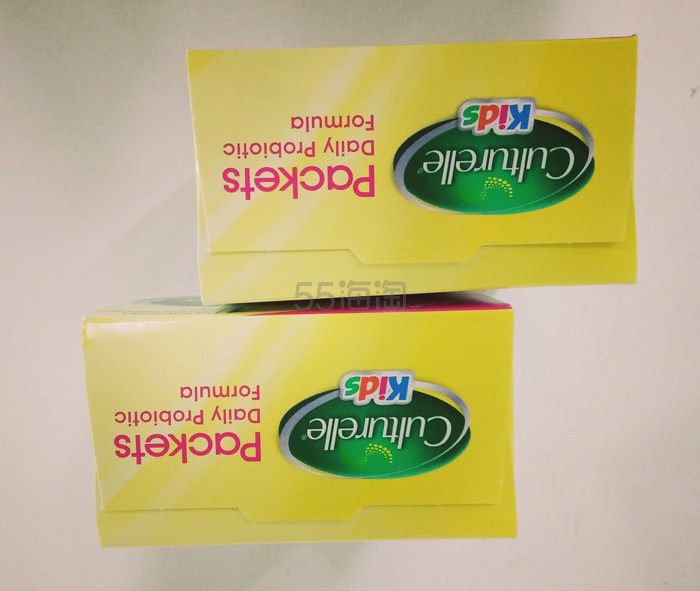 Culturelle®
Kids
Packets
Daily Probiotic
Formula
55海淘
Culturelle®
Kids
Packets
Daily Probiotic
Formula